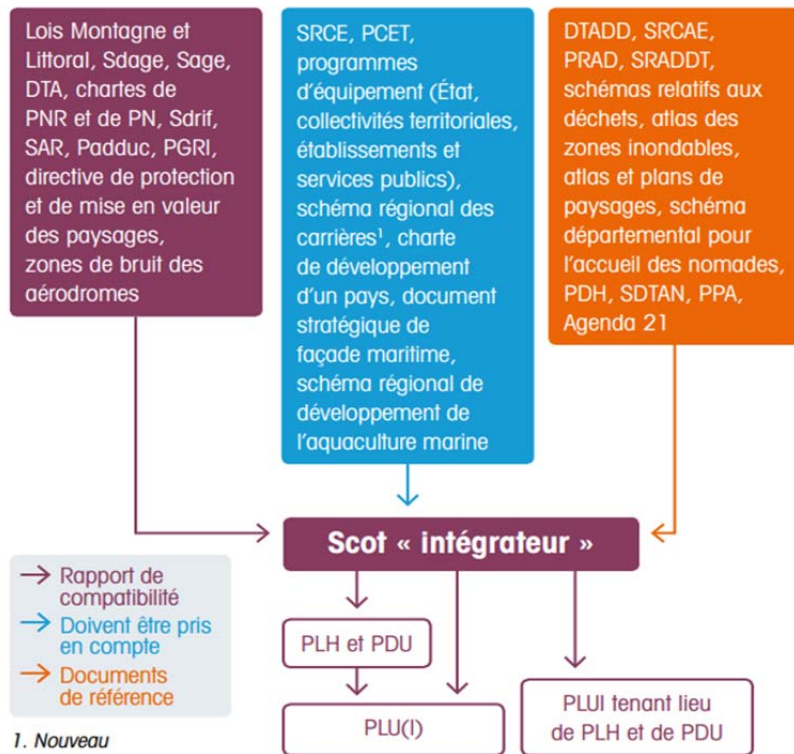 Lois Montagne et
Littoral, Sdage, Sage,
DTA, chartes de
PNR et de PN, Sdrif,
SAR, Padduc, PGRI,
directive de protection
et de mise en valeur
des paysages,
zones de bruit des
aérodromes
SRCE, PCET,
programmes
d’équipement (État,
collectivités territoriales,
établissements et
services publics),
schéma régional des
carrières¹, charte
de développement
d’un pays, document
stratégique de
façade maritime,
schéma régional de
développement de
l’aquaculture marine
DTADD, SRCAE,
PRAD, SRADDT,
schémas relatifs aux
déchets, atlas des
zones inondables,
atlas et plans de
paysages, schéma
départemental pour
l’accueil des nomades,
PDH, SDTAN, PPA,
Agenda 21
Scot « intégrateur »
Rapport de
compatibilité
Doivent être pris
en compte
Documents
de référence
PLH et PDU
PLU(I)
PLUI tenant lieu
de PLH et de PDU
1. Nouveau